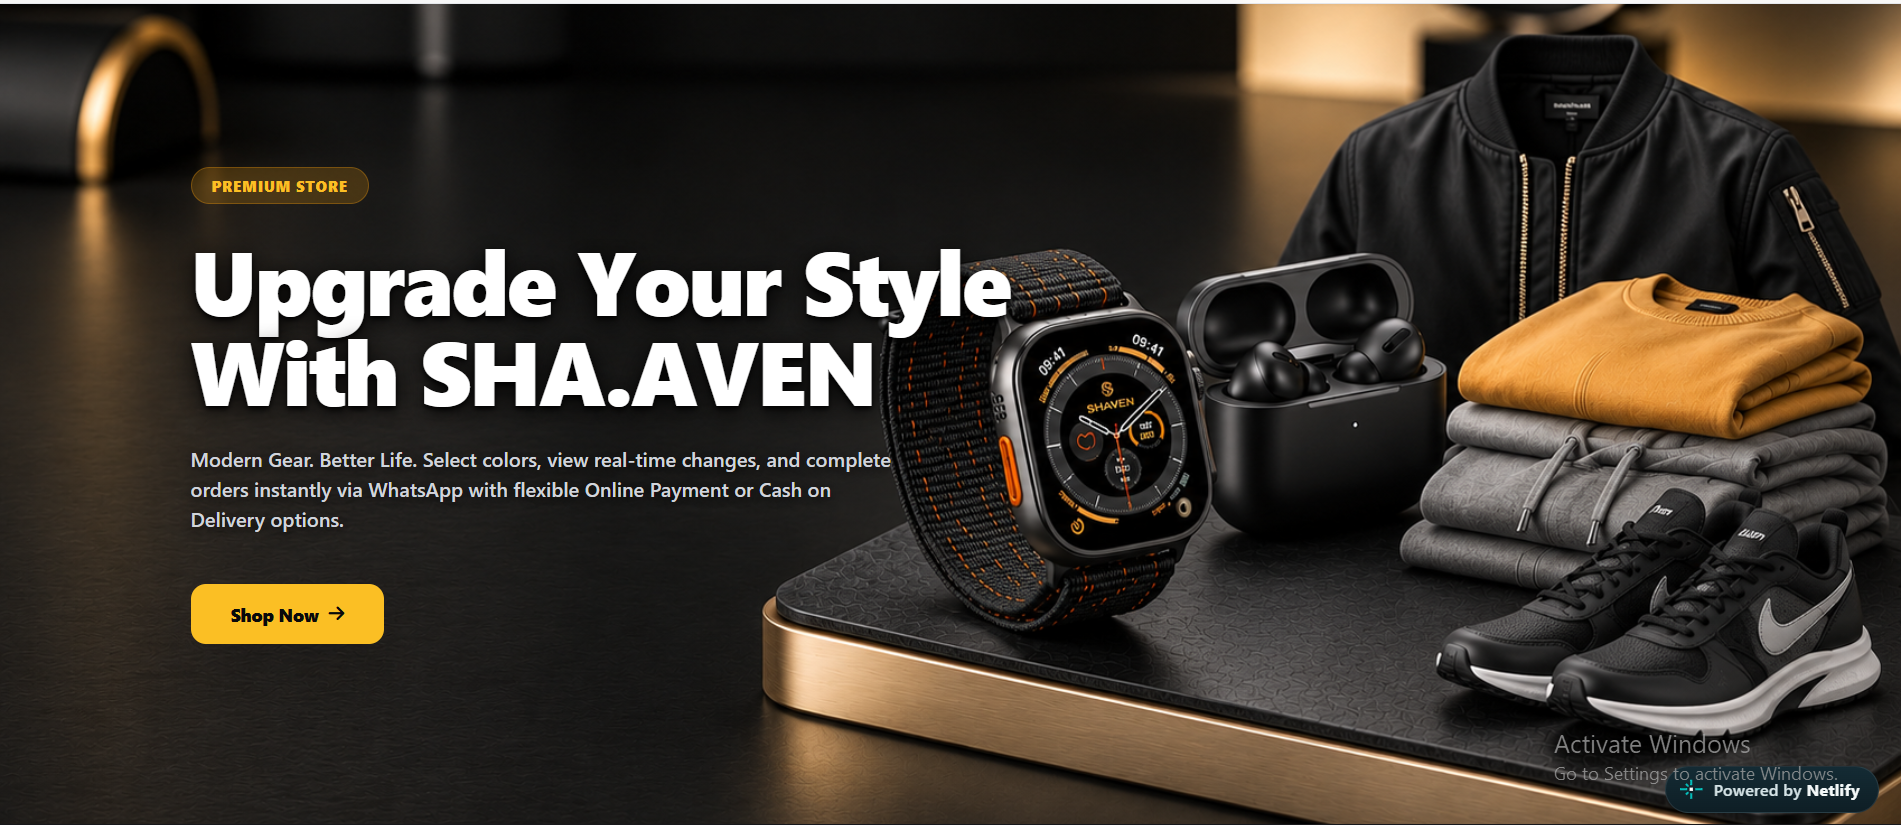 PREMIUM STORE
Upgrade Your Style
With SHA.AVEN
Modern Gear. Better Life. Select colors, view real-time changes, and complete
orders instantly via WhatsApp with flexible Online Payment or Cash on
Delivery options.
Shop Now →
09:41
09:41
SHAVEN
Activate Windows
Go to Settings to activate Windows.
Powered by Netlify